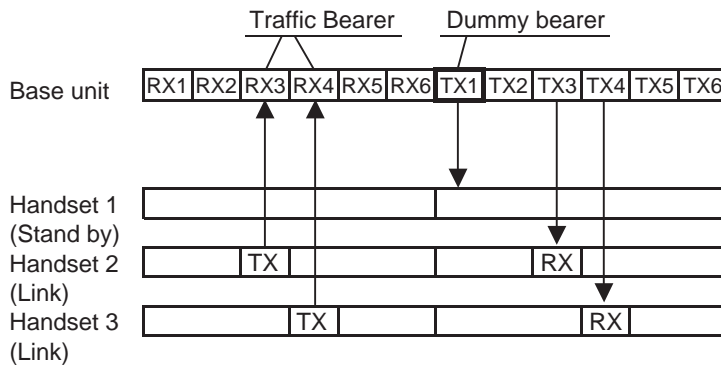 Traffic Bearer Dummy bearer
Base unit RX1 RX2 RX3 RX4 RX5 RX6 TX1 TX2 TX3 TX4 TX5 TX6
Handset 1
(Stand by)
Handset 2 TX RX
(Link)
Handset 3 TX RX
(Link)